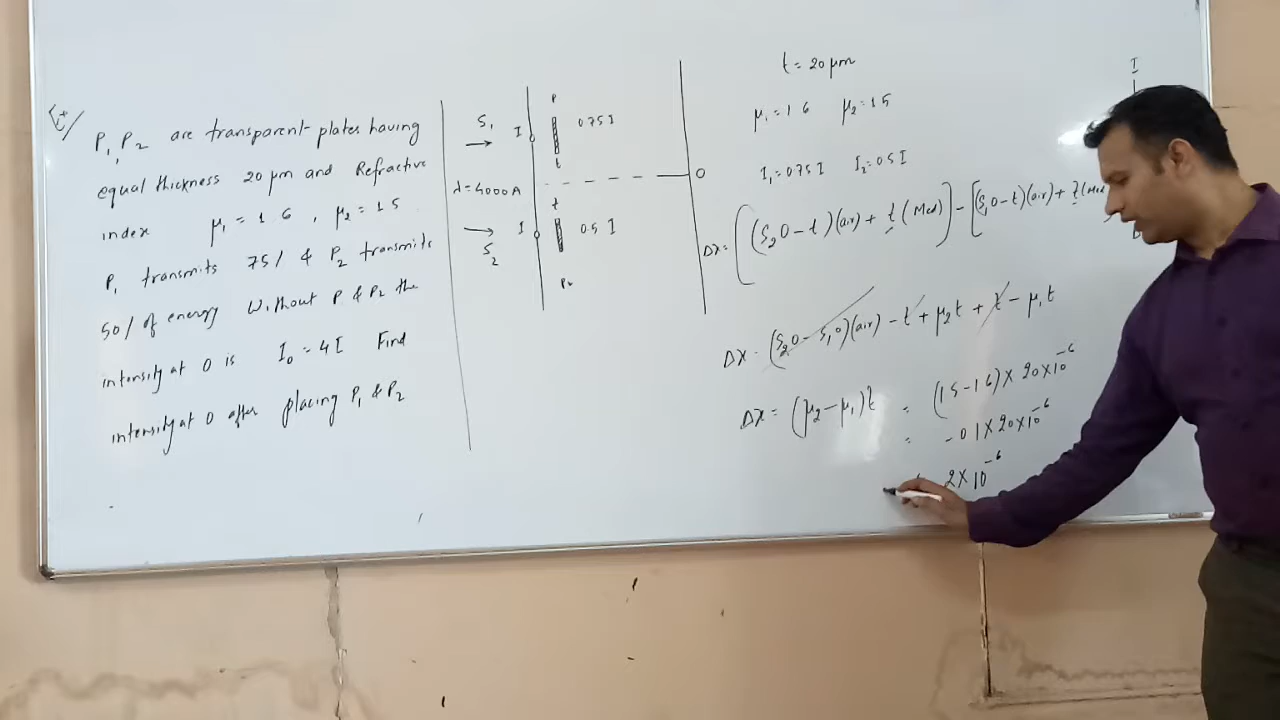 P₁, P₂ are transparent plates having
equal thickness 20 μm and Refractive
index μ₁ = 1.6 , μ₂ = 1.5
P₁ transmits 75% & P₂ transmits
50% of energy Without P₁ & P₂ the
intensity at O is I₀ = 4I Find
intensity at O after placing P₁ & P₂
S₁
I
P
0.75I
t
λ = 4000 A
O
t
S₂
I
0.5 I
P₂
t = 20 μm
μ₁ = 1.6 μ₂ = 1.5
I₁ = 0.75 I I₂ = 0.5 I
Δx = [(S₂O - t)(air) + t(Med)] - [(S₁O - t)(air) + t(Med
Δx = (S₂O - S₁O)(air) - t + μ₂t + t - μ₁t
Δx = (μ₂ - μ₁)t = (1.5 - 1.6) × 20 × 10⁻⁶
= -0.1 × 20 × 10⁻⁶
2 × 10⁻⁶
I